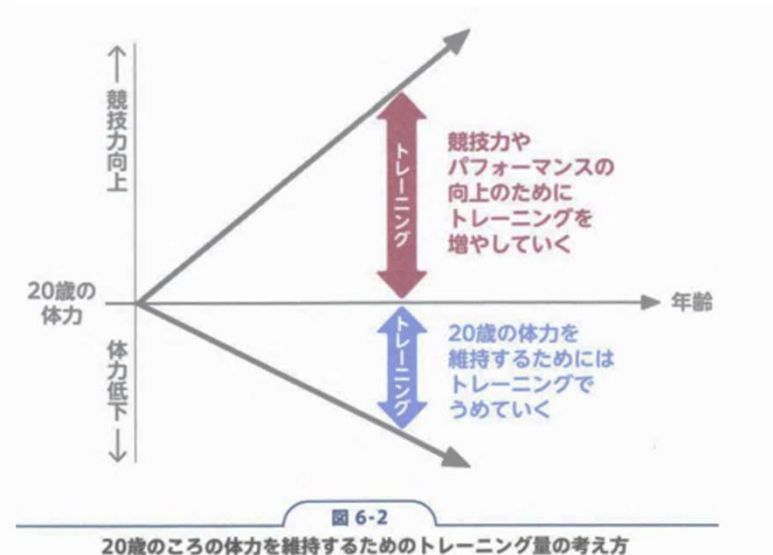 ↑競技力向上
トレーニング
競技力や
パフォーマンスの
向上のために
トレーニングを
増やしていく
20歳の
体力
年齢
体力低下↓
トレーニング
20歳の体力を
維持するためには
トレーニングで
うめていく
図 6-2
20歳のころの体力を維持するためのトレーニング量の考え方